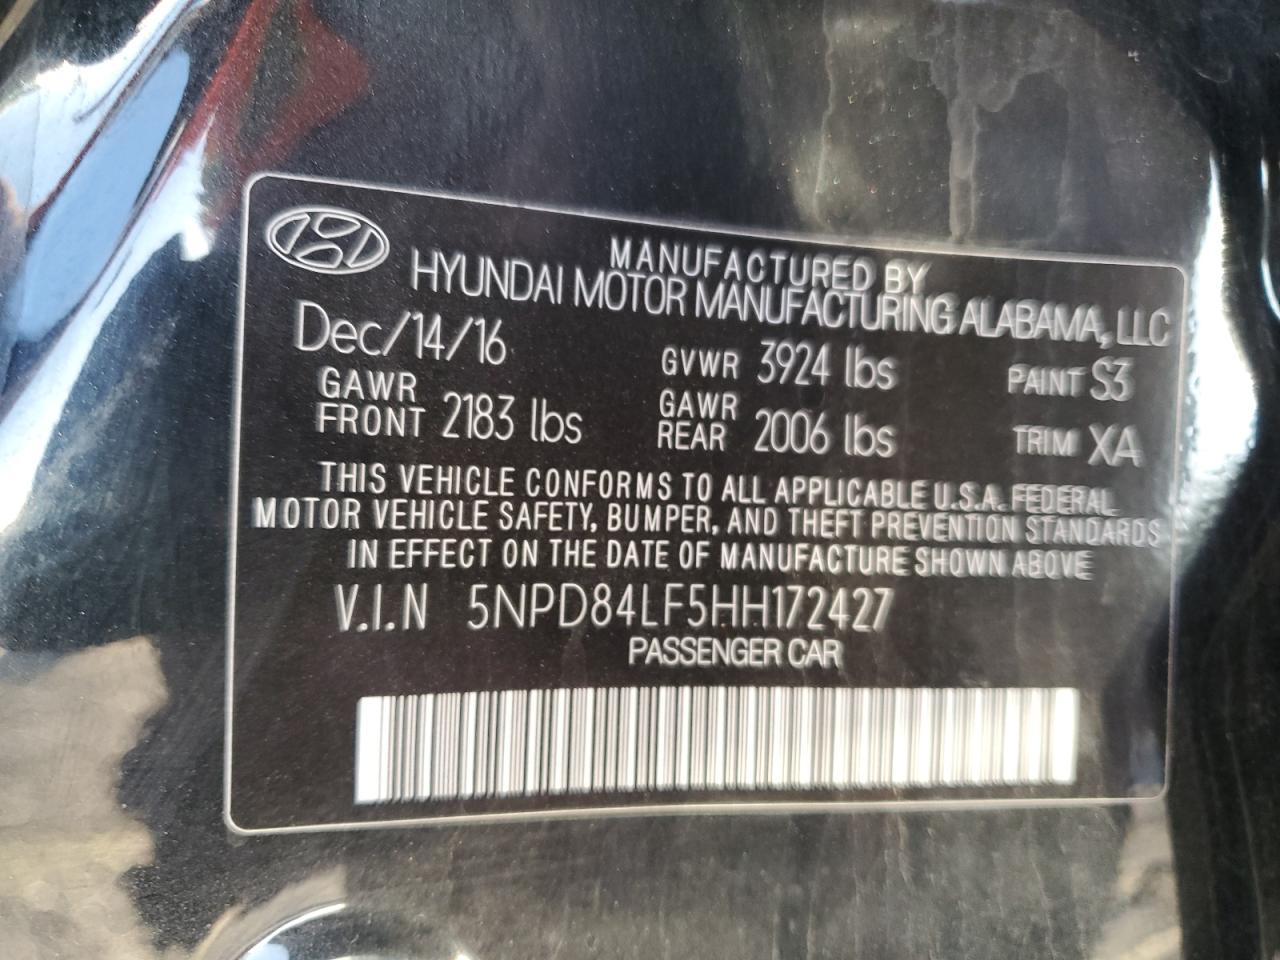 MANUFACTURED BY
HYUNDAI MOTOR MANUFACTURING ALABAMA, LLC
Dec/14/16 GVWR 3924 lbs PAINT S3
GAWR FRONT 2183 lbs GAWR REAR 2006 lbs TRIM XA
THIS VEHICLE CONFORMS TO ALL APPLICABLE U.S.A. FEDERAL
MOTOR VEHICLE SAFETY, BUMPER, AND THEFT PREVENTION STANDARDS
IN EFFECT ON THE DATE OF MANUFACTURE SHOWN ABOVE
V.I.N 5NPD84LF5HH172427
PASSENGER CAR